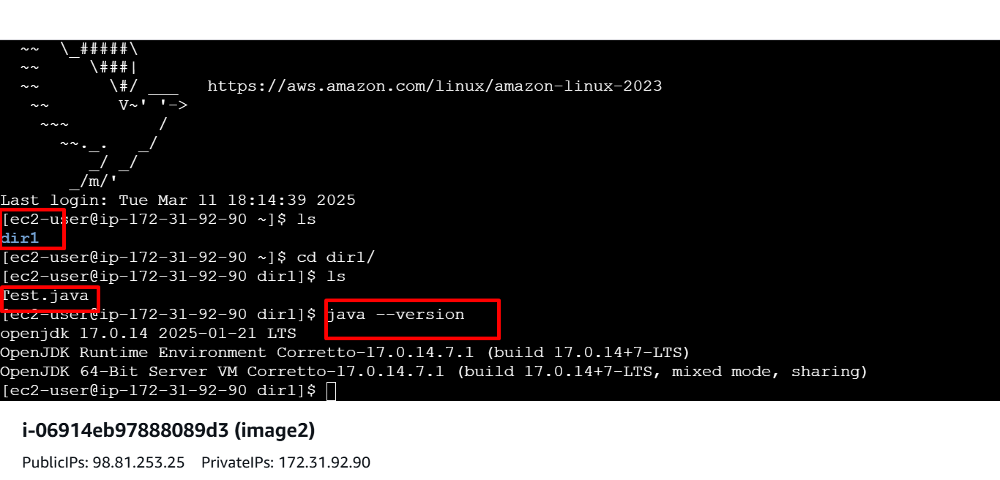 ~~  \_#####\
~~     \###|
~~       \#/ ___   https://aws.amazon.com/linux/amazon-linux-2023
~~       V~' '->
~~~         /
~~._.   _/
_/ _/
_/m/'
Last login: Tue Mar 11 18:14:39 2025
[ec2-user@ip-172-31-92-90 ~]$ ls
dir1
[ec2-user@ip-172-31-92-90 ~]$ cd dir1/
[ec2-user@ip-172-31-92-90 dir1]$ ls
Test.java
[ec2-user@ip-172-31-92-90 dir1]$ java --version
openjdk 17.0.14 2025-01-21 LTS
OpenJDK Runtime Environment Corretto-17.0.14.7.1 (build 17.0.14+7-LTS)
OpenJDK 64-Bit Server VM Corretto-17.0.14.7.1 (build 17.0.14+7-LTS, mixed mode, sharing)
[ec2-user@ip-172-31-92-90 dir1]$
i-06914eb97888089d3 (image2)
PublicIPs: 98.81.253.25    PrivateIPs: 172.31.92.90